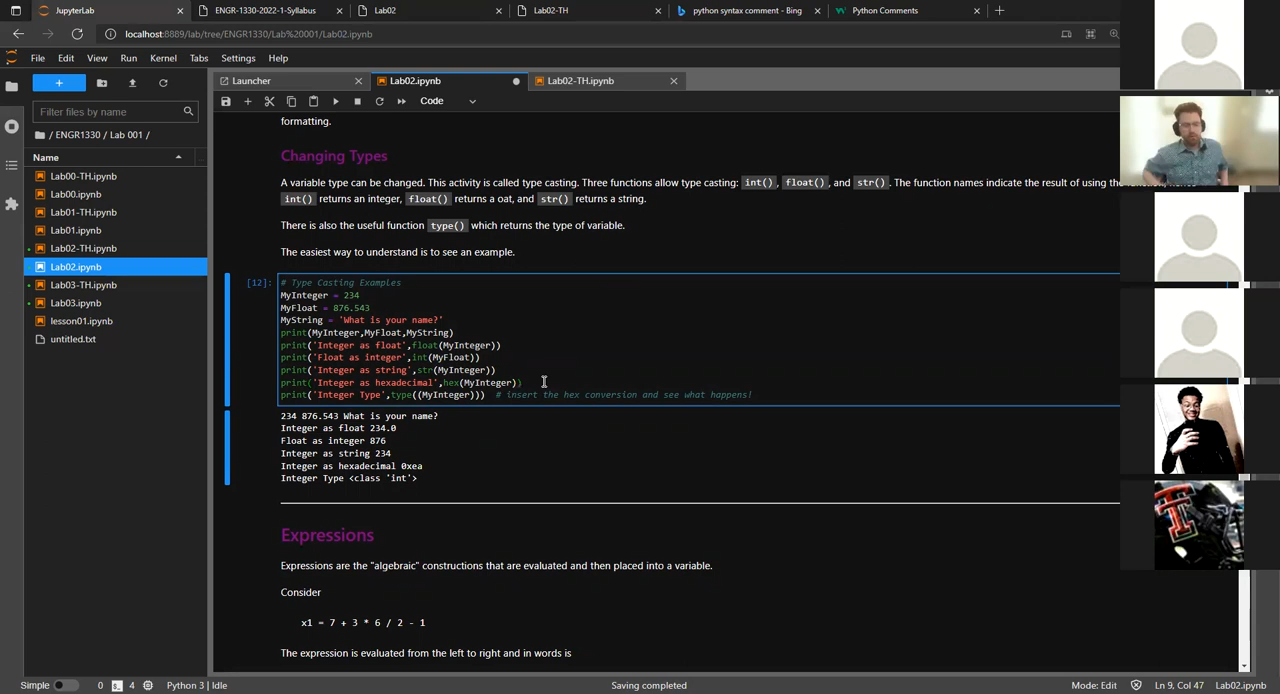 JupyterLab
ENGR-1330-2022-1-Syllabus
Lab02
Lab02-TH
python syntax comment - Bing
Python Comments
localhost:8889/lab/tree/ENGR1330/Lab%20001/Lab02.ipynb
File Edit View Run Kernel Tabs Settings Help
Launcher
Lab02.ipynb
Lab02-TH.ipynb
Code
Filter files by name
/ ENGR1330 / Lab 001 /
Name
Lab00-TH.ipynb
Lab00.ipynb
Lab01-TH.ipynb
Lab01.ipynb
Lab02-TH.ipynb
Lab02.ipynb
Lab03-TH.ipynb
Lab03.ipynb
lesson01.ipynb
untitled.txt
formatting.
Changing Types
A variable type can be changed. This activity is called type casting. Three functions allow type casting: int() , float() , and str() . The function names indicate the result of using the
int() returns an integer, float() returns a oat, and str() returns a string.
There is also the useful function type() which returns the type of variable.
The easiest way to understand is to see an example.
[12]:
# Type Casting Examples
MyInteger = 234
MyFloat = 876.543
MyString = 'What is your name?'
print(MyInteger,MyFloat,MyString)
print('Integer as float',float(MyInteger))
print('Float as integer',int(MyFloat))
print('Integer as string',str(MyInteger))
print('Integer as hexadecimal',hex(MyInteger))
print('Integer Type',type((MyInteger))) # insert the hex conversion and see what happens!
234 876.543 What is your name?
Integer as float 234.0
Float as integer 876
Integer as string 234
Integer as hexadecimal 0xea
Integer Type <class 'int'>
Expressions
Expressions are the "algebraic" constructions that are evaluated and then placed into a variable.
Consider
x1 = 7 + 3 * 6 / 2 - 1
The expression is evaluated from the left to right and in words is
Simple 0 4 Python 3 | Idle
Saving completed
Mode: Edit
Ln 9, Col 47
Lab02.ipynb